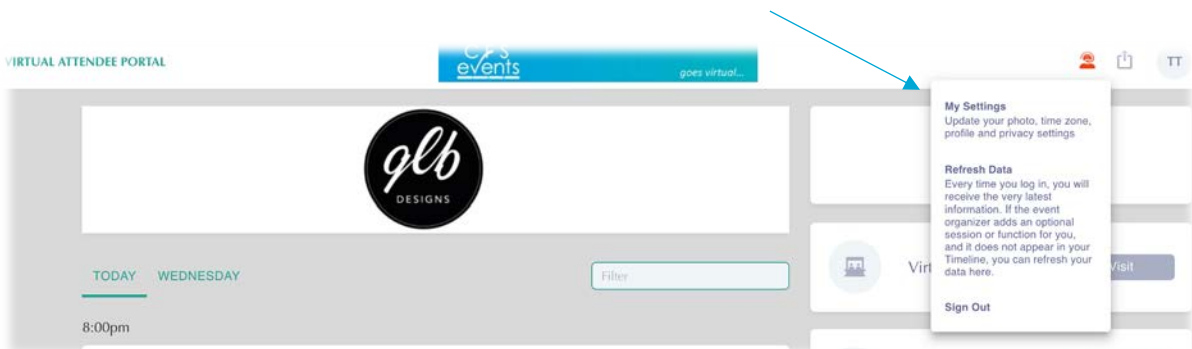 VIRTUAL ATTENDEE PORTAL
events
goes virtual...
TT
glb
DESIGNS
My Settings
Update your photo, time zone,
profile and privacy settings
Refresh Data
Every time you log in, you will
receive the very latest
information. If the event
organizer adds an optional
session or function for you,
and it does not appear in your
Timeline, you can refresh your
data here.
Sign Out
TODAY WEDNESDAY
Filter
Visit
8:00pm